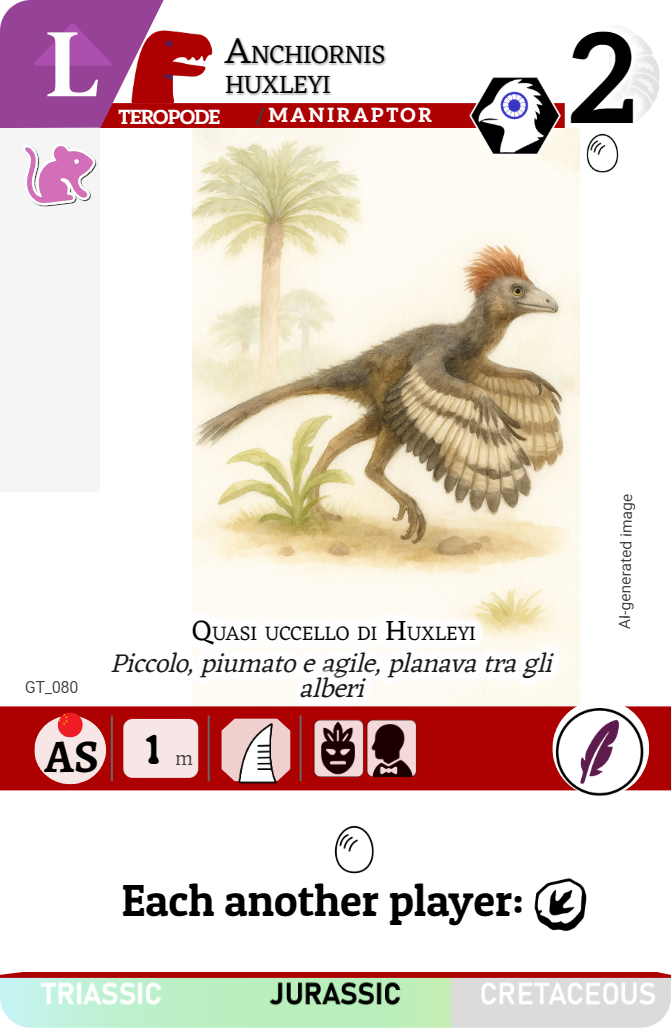 L
ANCHIORNIS
HUXLEYI
2
TEROPODE / MANIRAPTOR
AI-generated image
QUASI UCCELLO DI HUXLEYI
Piccolo, piumato e agile, planava tra gli
alberi
GT_080
AS
1 m
Each another player:
TRIASSIC JURASSIC CRETACEOUS